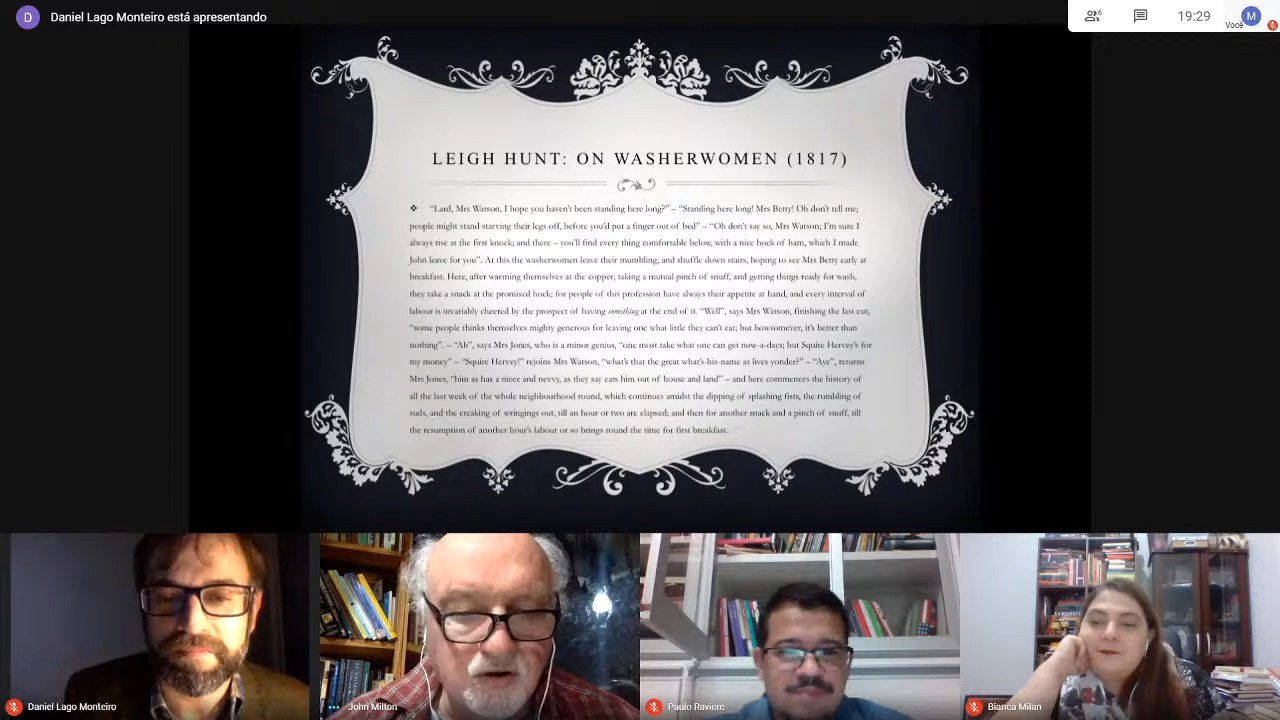 D Daniel Lago Monteiro está apresentando
6
19:29
Você
M
LEIGH HUNT: ON WASHERWOMEN (1817)
❖ “Lard, Mrs Watson, I hope you haven't been standing here long?” – “Standing here long! Mrs Betty! Oh don't tell me;
people might stand starving their legs off, before you'd put a finger out of bed” – “Oh don't say so, Mrs Watson; I'm sure I
always rise at the first knock; and there – you'll find every thing comfortable below, with a nice hock of ham, which I made
John leave for you”. At this the washerwomen leave their mumbling, and shuffle down stairs, hoping to see Mrs Betty early at
breakfast. Here, after warming themselves at the copper, taking a mutual pinch of snuff, and getting things ready for wash,
they take a snack at the promised hock; for people of this profession have always their appetite at hand, and every interval of
labour is invariably cheered by the prospect of having something at the end of it. “Well”, says Mrs Watson, finishing the last cut,
“some people thinks themselves mighty generous for leaving one what little they can't eat; but howsomever, it's better than
nothing”. – “Ah”, says Mrs Jones, who is a minor genius, “one most take what one can get now-a-days; but Squire Hervey's for
my money” – “Squire Hervey!” rejoins Mrs Watson, “what's that the great what's-his-name as lives yonder?” – “Aye”, returns
Mrs Jones, “him as has a niece and nevvy, as they say eats him out of house and land” – and here commences the history of
all the last week of the whole neighbourhood round, which continues amidst the dipping of splashing fists, the rumbling of
suds, and the creaking of wringings out, till an hour or two are elapsed; and then for another snack and a pinch of snuff, till
the resumption of another hour's labour or so brings round the time for first breakfast.
Daniel Lago Monteiro
John Milton
Paulo Raviere
Bianca Milan